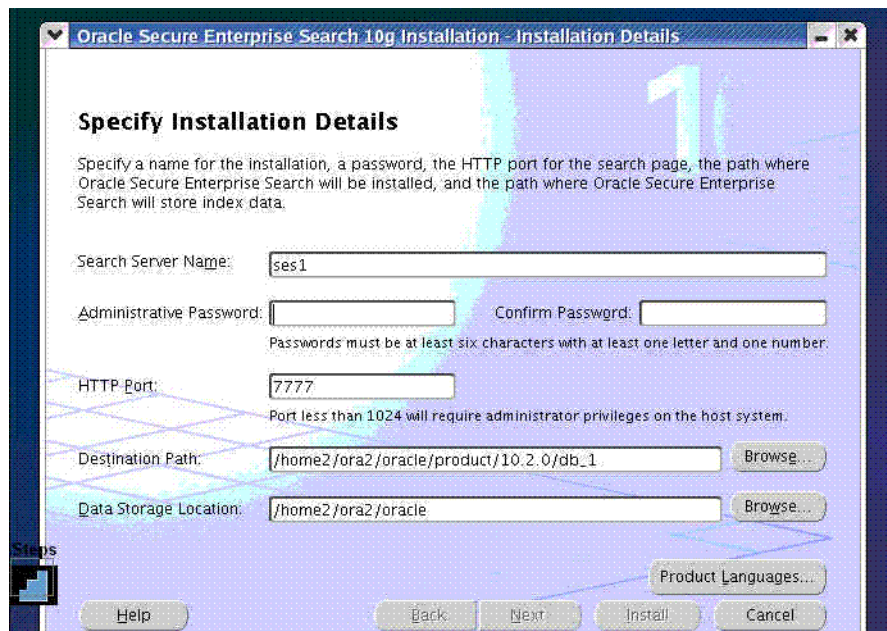 Oracle Secure Enterprise Search 10g Installation - Installation Details
Specify Installation Details
Specify a name for the installation, a password, the HTTP port for the search page, the path where
Oracle Secure Enterprise Search will be installed, and the path where Oracle Secure Enterprise
Search will store index data.
Search Server Name: ses1
Administrative Password: Confirm Password:
Passwords must be at least six characters with at least one letter and one number.
HTTP Port: 7777
Port less than 1024 will require administrator privileges on the host system.
Destination Path: /home2/ora2/oracle/product/10.2.0/db_1 Browse...
Data Storage Location: /home2/ora2/oracle Browse...
Steps
Product Languages...
Help Back Next Install Cancel